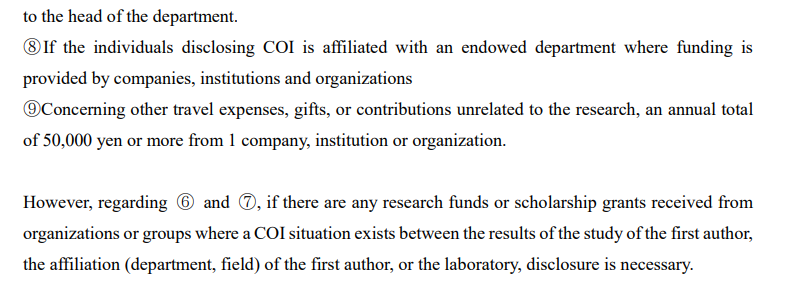 to the head of the department.
⑧If the individuals disclosing COI is affiliated with an endowed department where funding is
provided by companies, institutions and organizations
⑨Concerning other travel expenses, gifts, or contributions unrelated to the research, an annual total
of 50,000 yen or more from 1 company, institution or organization.
However, regarding ⑥ and ⑦, if there are any research funds or scholarship grants received from
organizations or groups where a COI situation exists between the results of the study of the first author,
the affiliation (department, field) of the first author, or the laboratory, disclosure is necessary.